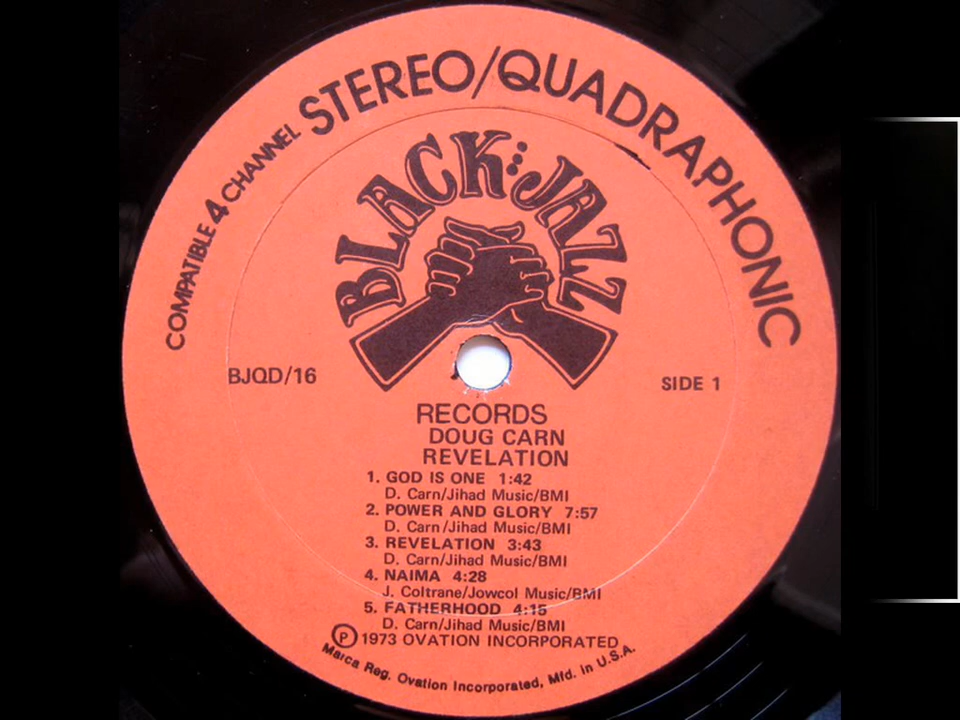 COMPATIBLE 4 CHANNEL STEREO/QUADRAPHONIC
BLACK JAZZ
BJQD/16
SIDE 1
RECORDS
DOUG CARN
REVELATION
1. GOD IS ONE 1:42
D. Carn/Jihad Music/BMI
2. POWER AND GLORY 7:57
D. Carn/Jihad Music/BMI
3. REVELATION 3:43
D. Carn/Jihad Music/BMI
4. NAIMA 4:28
J. Coltrane/Jowcol Music/BMI
5. FATHERHOOD 4:15
D. Carn/Jihad Music/BMI
℗ 1973 OVATION INCORPORATED
Marca Reg. Ovation Incorporated, Mfd. in U.S.A.